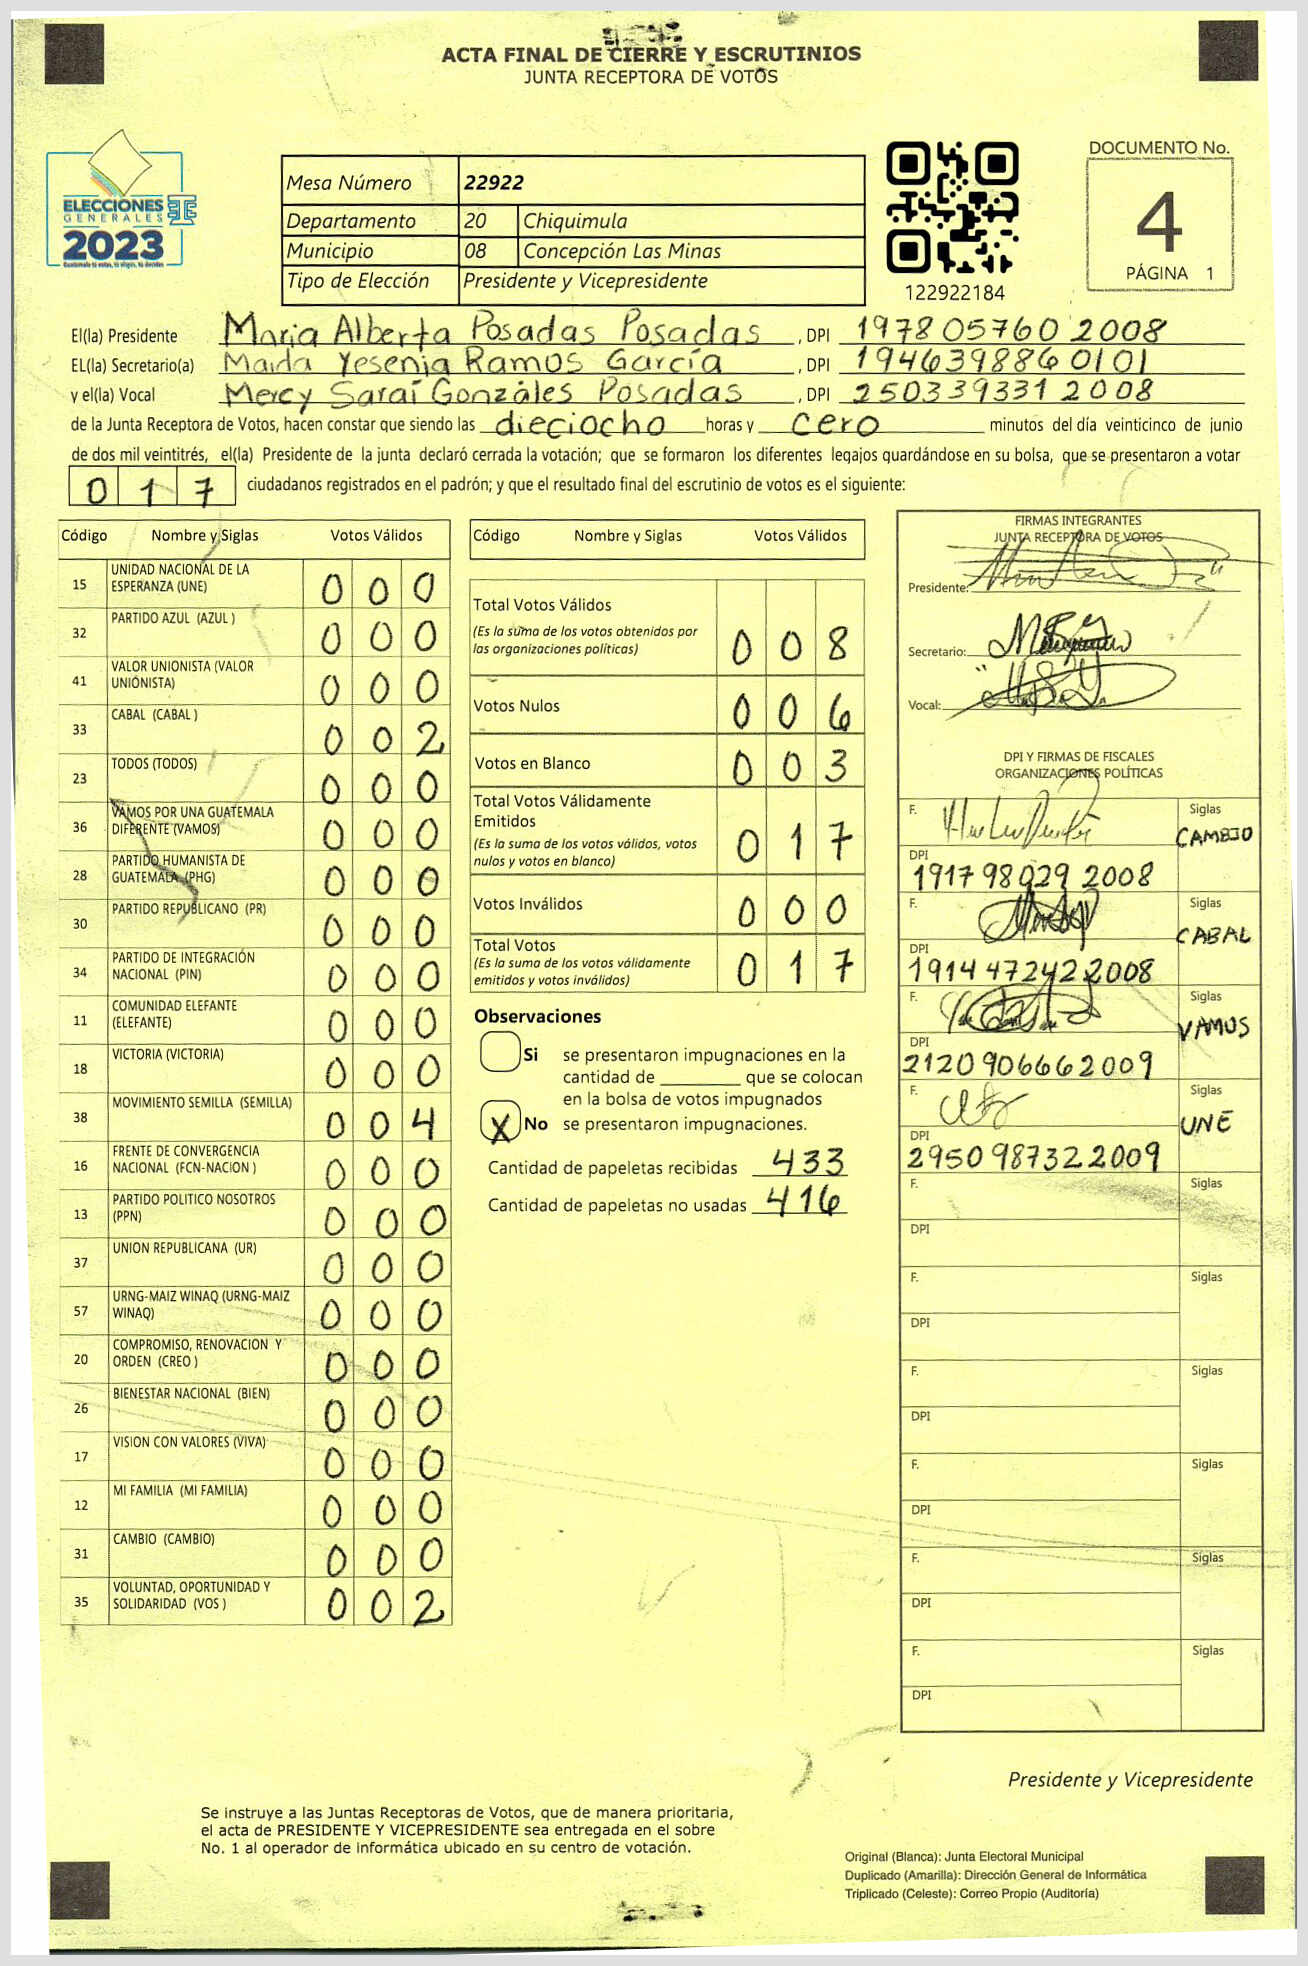 ACTA FINAL DE CIERRE Y ESCRUTINIOS
JUNTA RECEPTORA DE VOTOS
ELECCIONES
GENERALES
2023
Mesa Número 22922
Departamento 20 Chiquimula
Municipio 08 Concepción Las Minas
Tipo de Elección Presidente y Vicepresidente
122922184
DOCUMENTO No.
4
PÁGINA 1
El(la) Presidente Maria Alberta Posadas Posadas, DPI 1978 05760 2008
EL(la) Secretario(a) Maida Yesenia Ramos García, DPI 1946398860101
y el(la) Vocal Mercy Saraí Gonzáles Posadas, DPI 250339331 2008
de la Junta Receptora de Votos, hacen constar que siendo las dieciocho horas y cero minutos del día veinticinco de junio
de dos mil veintitrés, el(la) Presidente de la junta declaró cerrada la votación; que se formaron los diferentes legajos guardándose en su bolsa, que se presentaron a votar
0 1 7 ciudadanos registrados en el padrón; y que el resultado final del escrutinio de votos es el siguiente:
Código Nombre y Siglas Votos Válidos
15 UNIDAD NACIONAL DE LA
ESPERANZA (UNE) 0 0 0
32 PARTIDO AZUL (AZUL ) 0 0 0
41 VALOR UNIONISTA (VALOR
UNIONISTA) 0 0 0
33 CABAL (CABAL ) 0 0 2
23 TODOS (TODOS) 0 0 0
36 VAMOS POR UNA GUATEMALA
DIFERENTE (VAMOS) 0 0 0
28 PARTIDO HUMANISTA DE
GUATEMALA (PHG) 0 0 0
30 PARTIDO REPUBLICANO (PR) 0 0 0
34 PARTIDO DE INTEGRACIÓN
NACIONAL (PIN) 0 0 0
11 COMUNIDAD ELEFANTE
(ELEFANTE) 0 0 0
18 VICTORIA (VICTORIA) 0 0 0
38 MOVIMIENTO SEMILLA (SEMILLA) 0 0 4
16 FRENTE DE CONVERGENCIA
NACIONAL (FCN-NACION ) 0 0 0
13 PARTIDO POLITICO NOSOTROS
(PPN) 0 0 0
37 UNION REPUBLICANA (UR) 0 0 0
57 URNG-MAIZ WINAQ (URNG-MAIZ
WINAQ) 0 0 0
20 COMPROMISO, RENOVACION Y
ORDEN (CREO ) 0 0 0
26 BIENESTAR NACIONAL (BIEN) 0 0 0
17 VISION CON VALORES (VIVA) 0 0 0
12 MI FAMILIA (MI FAMILIA) 0 0 0
31 CAMBIO (CAMBIO) 0 0 0
35 VOLUNTAD, OPORTUNIDAD Y
SOLIDARIDAD (VOS ) 0 0 2
Código Nombre y Siglas Votos Válidos
Total Votos Válidos
(Es la suma de los votos obtenidos por
las organizaciones políticas) 0 0 8
Votos Nulos 0 0 6
Votos en Blanco 0 0 3
Total Votos Válidamente
Emitidos
(Es la suma de los votos válidos, votos
nulos y votos en blanco) 0 1 7
Votos Inválidos 0 0 0
Total Votos
(Es la suma de los votos válidamente
emitidos y votos inválidos) 0 1 7
Observaciones
Si se presentaron impugnaciones en la
cantidad de ________ que se colocan
en la bolsa de votos impugnados
X No se presentaron impugnaciones.
Cantidad de papeletas recibidas 433
Cantidad de papeletas no usadas 416
FIRMAS INTEGRANTES
JUNTA RECEPTORA DE VOTOS
Presidente:
Secretario:
Vocal:
DPI Y FIRMAS DE FISCALES
ORGANIZACIONES POLÍTICAS
F. Siglas
CAMBIO
DPI
1917 98029 2008
F. Siglas
CABAL
DPI
1914 47242 2008
F. Siglas
VAMOS
DPI
2120 906662009
F. Siglas
UNE
DPI
2950 987322009
F. Siglas
DPI
F. Siglas
DPI
F. Siglas
DPI
F. Siglas
DPI
F. Siglas
DPI
F. Siglas
DPI
Presidente y Vicepresidente
Se instruye a las Juntas Receptoras de Votos, que de manera prioritaria,
el acta de PRESIDENTE Y VICEPRESIDENTE sea entregada en el sobre
No. 1 al operador de informática ubicado en su centro de votación.
Original (Blanca): Junta Electoral Municipal
Duplicado (Amarilla): Dirección General de Informática
Triplicado (Celeste): Correo Propio (Auditoría)